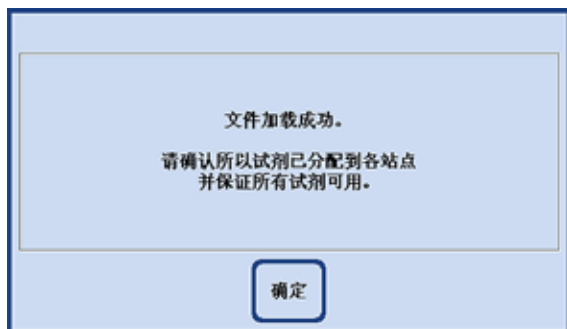 文件加载成功。
请确认所以试剂已分配到各站点
并保证所有试剂可用。
确定